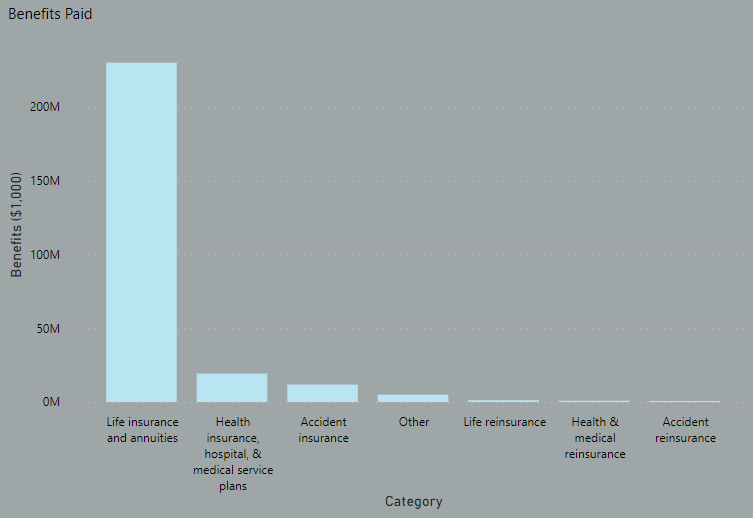 Benefits Paid
Benefits ($1,000)
200M
150M
100M
50M
0M
Life insurance
and annuities
Health
insurance,
hospital, &
medical service
plans
Accident
insurance
Other
Life reinsurance
Health &
medical
reinsurance
Accident
reinsurance
Category